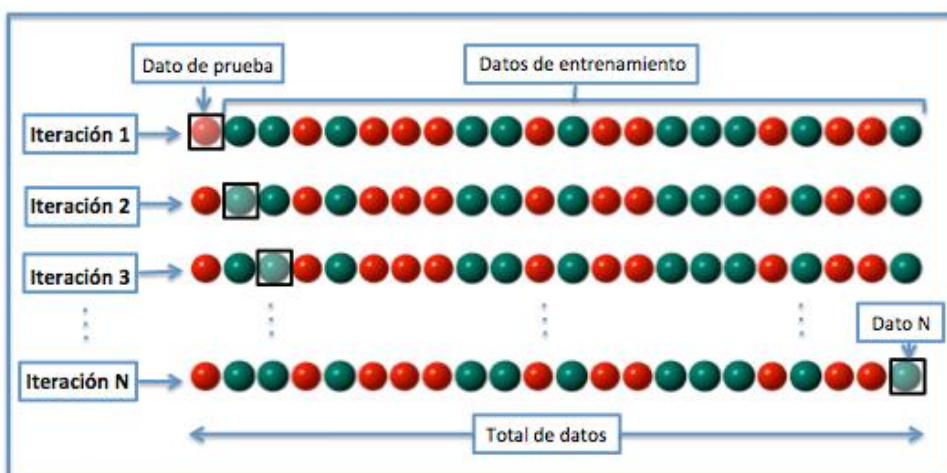 Dato de prueba
Datos de entrenamiento
Iteración 1
Iteración 2
Iteración 3
Dato N
Iteración N
Total de datos